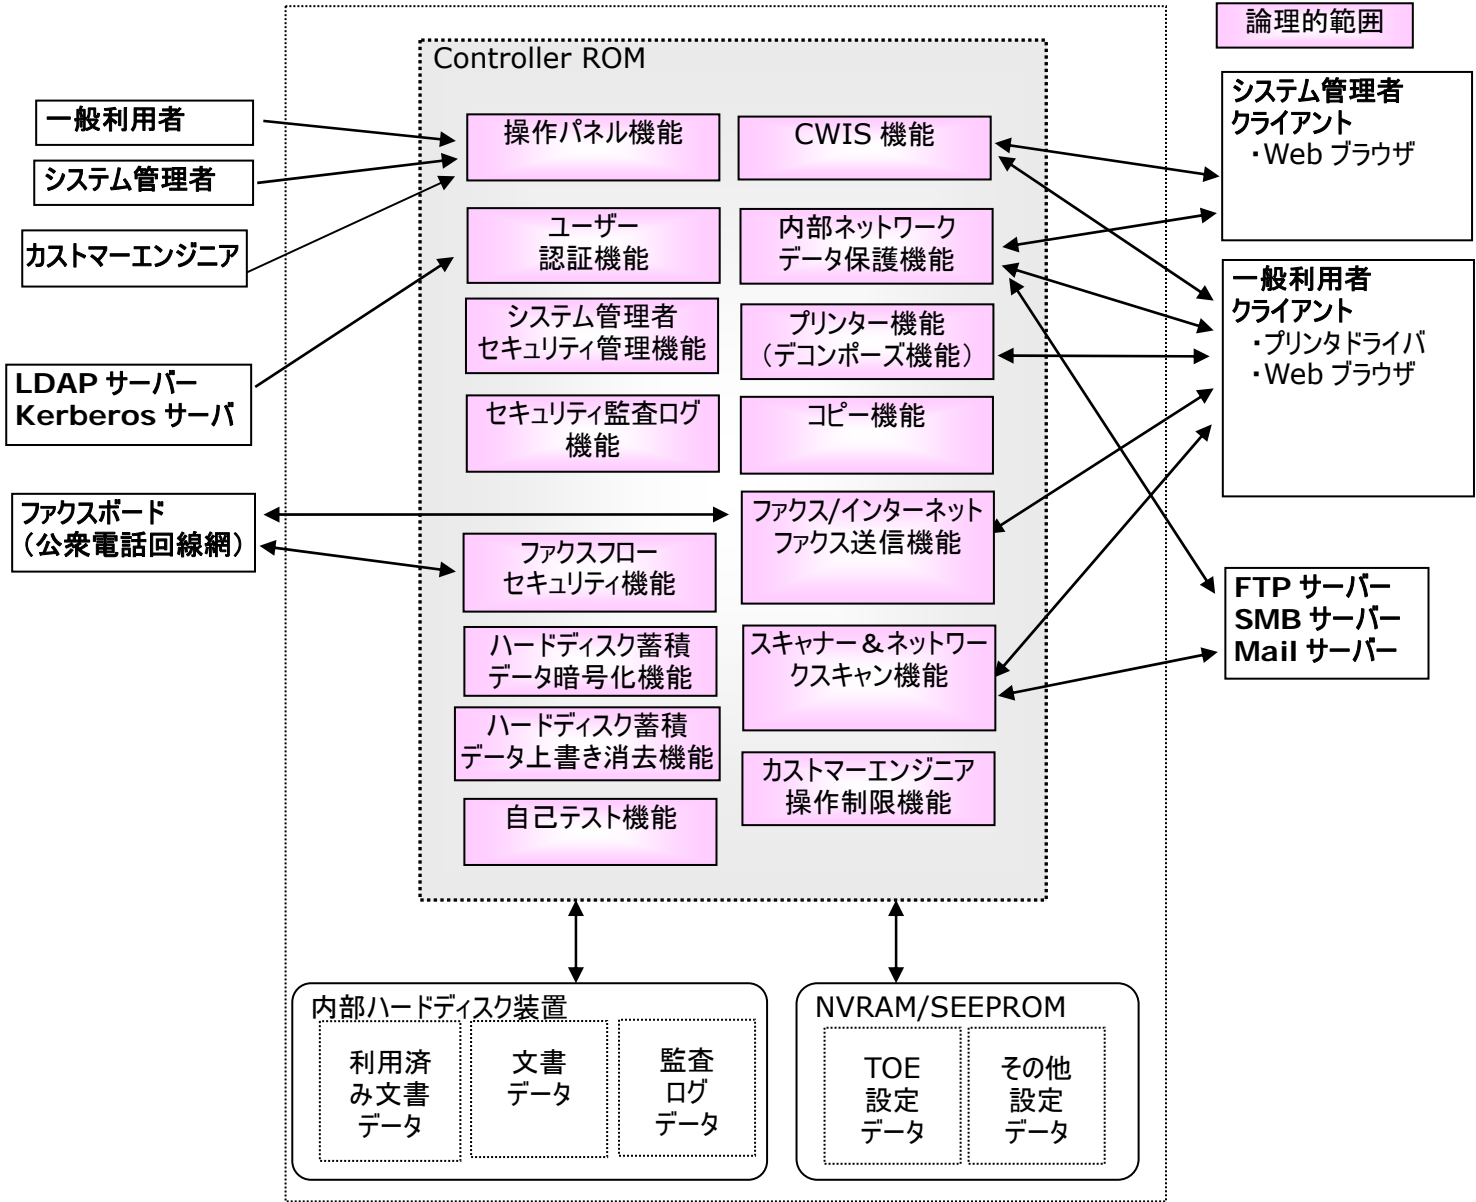 論理的範囲
Controller ROM
一般利用者
システム管理者
カストマーエンジニア
LDAP サーバー
Kerberos サーバ
ファクスボード
（公衆電話回線網）
操作パネル機能
ユーザー
認証機能
システム管理者
セキュリティ管理機能
セキュリティ監査ログ
機能
ファクスフロー
セキュリティ機能
ハードディスク蓄積
データ暗号化機能
ハードディスク蓄積
データ上書き消去機能
自己テスト機能
CWIS 機能
内部ネットワーク
データ保護機能
プリンター機能
（デコンポーズ機能）
コピー機能
ファクス/インターネット
ファクス送信機能
スキャナー＆ネットワー
クスキャン機能
カストマーエンジニア
操作制限機能
システム管理者
クライアント
・Web ブラウザ
一般利用者
クライアント
・プリンタドライバ
・Web ブラウザ
FTP サーバー
SMB サーバー
Mail サーバー
内部ハードディスク装置
利用済
み文書
データ
文書
データ
監査
ログ
データ
NVRAM/SEEPROM
TOE
設定
データ
その他
設定
データ